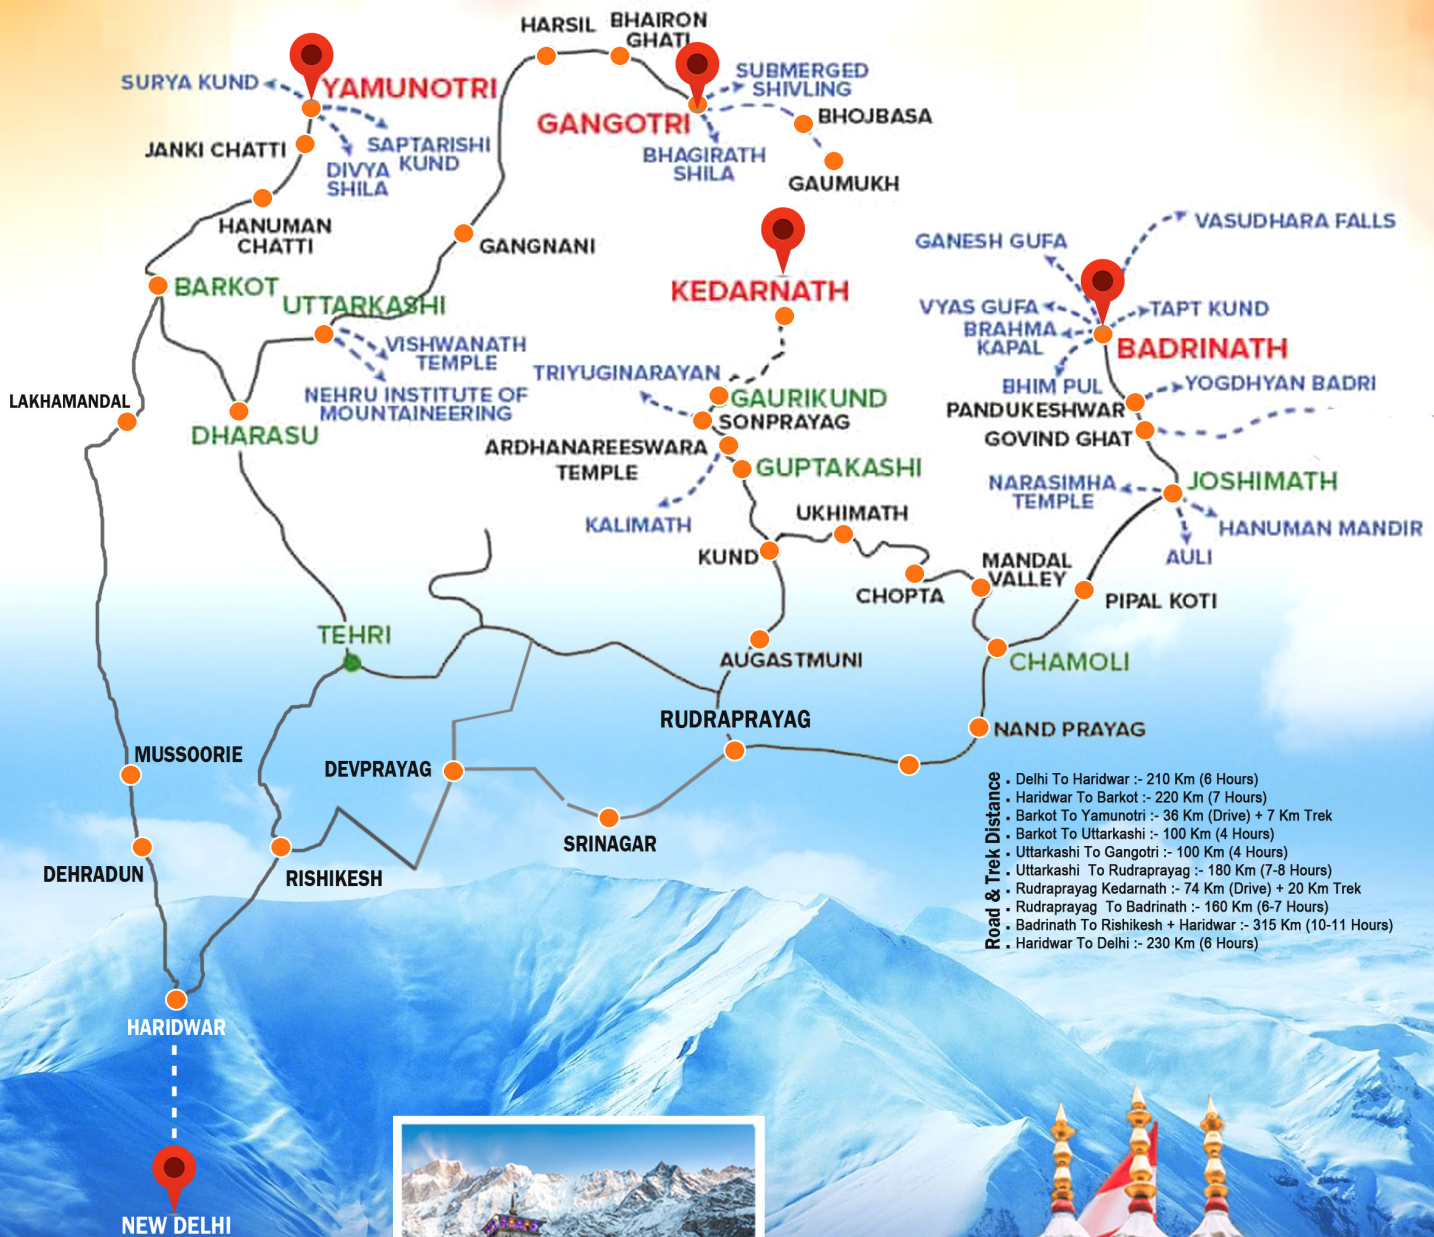 HARSIL
BHAIRON
GHATI
SURYA KUND
YAMUNOTRI
SUBMERGED
SHIVLING
GANGOTRI
BHOJBASA
JANKI CHATTI
SAPTARISHI
KUND
DIVYA
SHILA
BHAGIRATH
SHILA
GAUMUKH
HANUMAN
CHATTI
GANGNANI
VASUDHARA FALLS
GANESH GUFA
BARKOT
UTTARKASHI
KEDARNATH
VYAS GUFA
TAPT KUND
BRAHMA
KAPAL
BADRINATH
VISHWANATH
TEMPLE
TRIYUGINARAYAN
BHIM PUL
YOGDHYAN BADRI
NEHRU INSTITUTE OF
MOUNTAINEERING
LAKHAMANDAL
GAURIKUND
PANDUKESHWAR
SONPRAYAG
GOVIND GHAT
DHARASU
ARDHANAREESWARA
TEMPLE
GUPTAKASHI
NARASIMHA
TEMPLE
JOSHIMATH
KALIMATH
UKHIMATH
HANUMAN MANDIR
KUND
AULI
MANDAL
VALLEY
CHOPTA
PIPAL KOTI
TEHRI
AUGASTMUNI
CHAMOLI
RUDRAPRAYAG
NAND PRAYAG
MUSSOORIE
DEVPRAYAG
SRINAGAR
DEHRADUN
RISHIKESH
Road & Trek Distance
. Delhi To Haridwar :- 210 Km (6 Hours)
. Haridwar To Barkot :- 220 Km (7 Hours)
. Barkot To Yamunotri :- 36 Km (Drive) + 7 Km Trek
. Barkot To Uttarkashi :- 100 Km (4 Hours)
. Uttarkashi To Gangotri :- 100 Km (4 Hours)
. Uttarkashi To Rudraprayag :- 180 Km (7-8 Hours)
. Rudraprayag Kedarnath :- 74 Km (Drive) + 20 Km Trek
. Rudraprayag To Badrinath :- 160 Km (6-7 Hours)
. Badrinath To Rishikesh + Haridwar :- 315 Km (10-11 Hours)
. Haridwar To Delhi :- 230 Km (6 Hours)
HARIDWAR
NEW DELHI